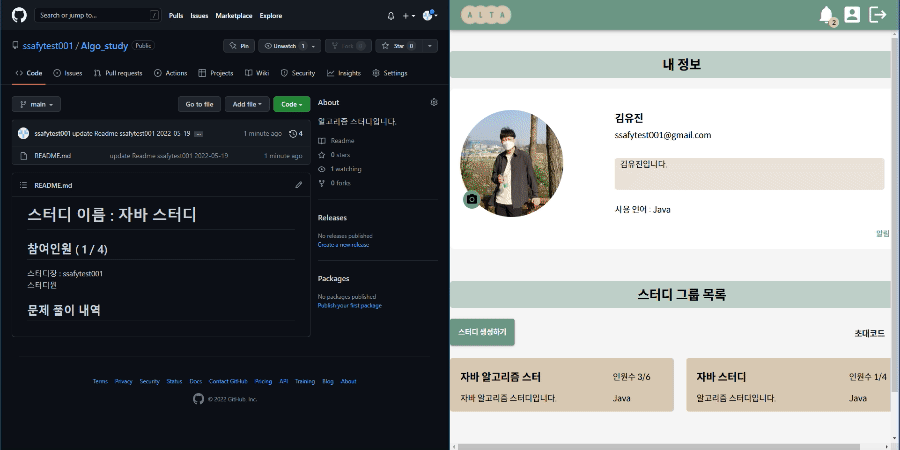 Search or jump to...
/
Pulls Issues Marketplace Explore
ssafytest001 / Algo_study Public
Pin
Unwatch 1
Fork 0
Star 0
Code
Issues
Pull requests
Actions
Projects
Wiki
Security
Insights
Settings
main
Go to file
Add file
Code
ssafytest001 update Readme ssafytest001 2022-05-19 ...
1 minute ago
4
README.md
update Readme ssafytest001 2022-05-19
1 minute ago
README.md
스터디 이름 : 자바 스터디
참여인원 ( 1 / 4)
스터디장 : ssafytest001
스터디원
문제 풀이 내역
About
알고리즘 스터디입니다.
Readme
0 stars
1 watching
0 forks
Releases
No releases published
Create a new release
Packages
No packages published
Publish your first package
Terms Privacy Security Status Docs Contact GitHub Pricing API Training Blog About
© 2022 GitHub, Inc.
ALTA
2
내 정보
김유진
ssafytest001@gmail.com
김유진입니다.
사용 언어 : Java
알림
스터디 그룹 목록
스터디 생성하기
초대코드
자바 알고리즘 스터
인원수 3/6
자바 알고리즘 스터디입니다.
Java
자바 스터디
인원수 1/4
알고리즘 스터디입니다.
Java